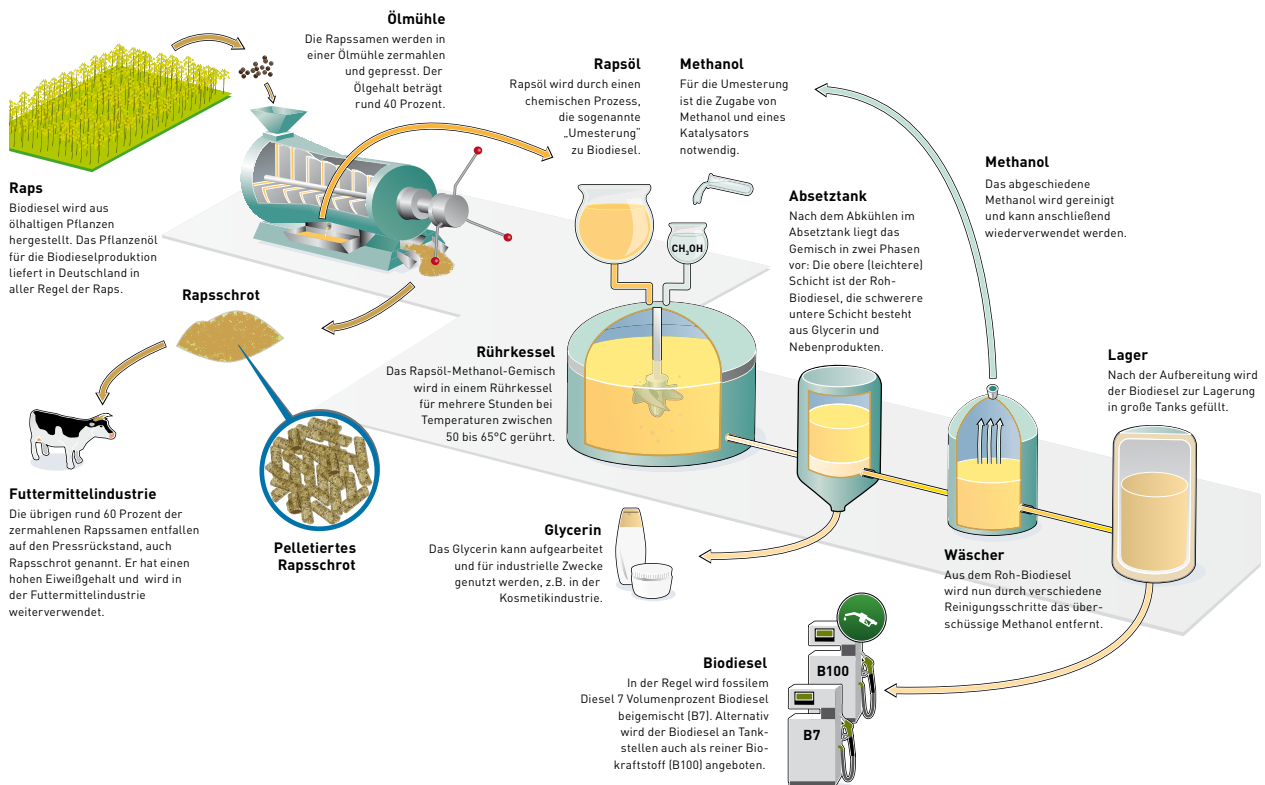 Ölmühle
Die Rapssamen werden in
einer Ölmühle zermahlen
und gepresst. Der
Ölgehalt beträgt
rund 40 Prozent.
Raps
Biodiesel wird aus
ölhaltigen Pflanzen
hergestellt. Das Pflanzenöl
für die Biodieselproduktion
liefert in Deutschland in
aller Regel der Raps.
Rapsöl
Rapsöl wird durch einen
chemischen Prozess,
die sogenannte
„Umesterung“
zu Biodiesel.
Methanol
Für die Umesterung
ist die Zugabe von
Methanol und eines
Katalysators
notwendig.
CH3OH
Absetztank
Nach dem Abkühlen im
Absetztank liegt das
Gemisch in zwei Phasen
vor: Die obere (leichtere)
Schicht ist der Roh-
Biodiesel, die schwerere
untere Schicht besteht
aus Glycerin und
Nebenprodukten.
Methanol
Das abgeschiedene
Methanol wird gereinigt
und kann anschließend
wiederverwendet werden.
Rapsschrot
Rührkessel
Das Rapsöl-Methanol-Gemisch
wird in einem Rührkessel
für mehrere Stunden bei
Temperaturen zwischen
50 bis 65°C gerührt.
Lager
Nach der Aufbereitung wird
der Biodiesel zur Lagerung
in große Tanks gefüllt.
Futtermittelindustrie
Die übrigen rund 60 Prozent der
zermahlenen Rapssamen entfallen
auf den Pressrückstand, auch
Rapsschrot genannt. Er hat einen
hohen Eiweißgehalt und wird in
der Futtermittelindustrie
weiterverwendet.
Pelletiertes
Rapsschrot
Glycerin
Das Glycerin kann aufgearbeitet
und für industrielle Zwecke
genutzt werden, z.B. in der
Kosmetikindustrie.
Wäscher
Aus dem Roh-Biodiesel
wird nun durch verschiedene
Reinigungsschritte das über-
schüssige Methanol entfernt.
Biodiesel
In der Regel wird fossilem
Diesel 7 Volumenprozent Biodiesel
beigemischt (B7). Alternativ
wird der Biodiesel an Tank-
stellen auch als reiner Bio-
kraftstoff (B100) angeboten.
B100
B7